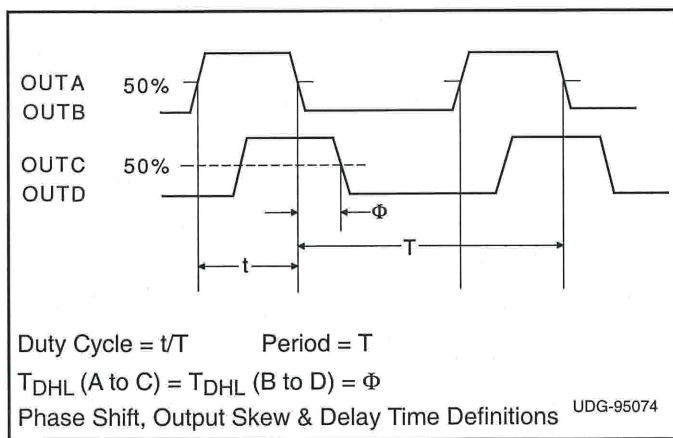 OUTA 50%
OUTB
OUTC 50%
OUTD
Φ
T
t
Duty Cycle = t/T Period = T
TDHL (A to C) = TDHL (B to D) = Φ
Phase Shift, Output Skew & Delay Time Definitions UDG-95074